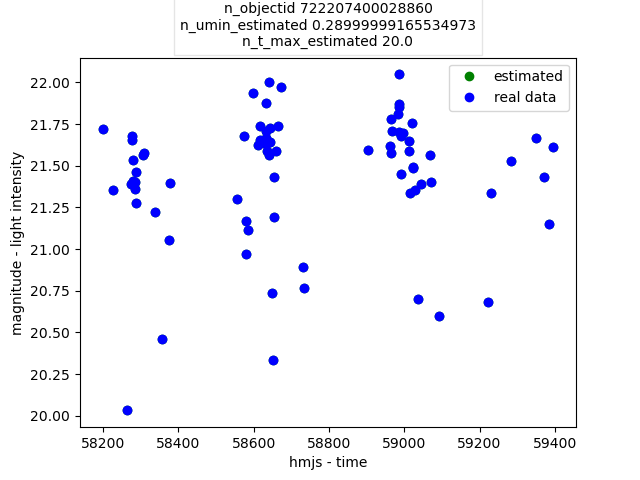 n_objectid 722207400028860
n_umin_estimated 0.28999999165534973
n_t_max_estimated 20.0
estimated
real data
magnitude - light intensity
22.00
21.75
21.50
21.25
21.00
20.75
20.50
20.25
20.00
58200 58400 58600 58800 59000 59200 59400
hmjs - time